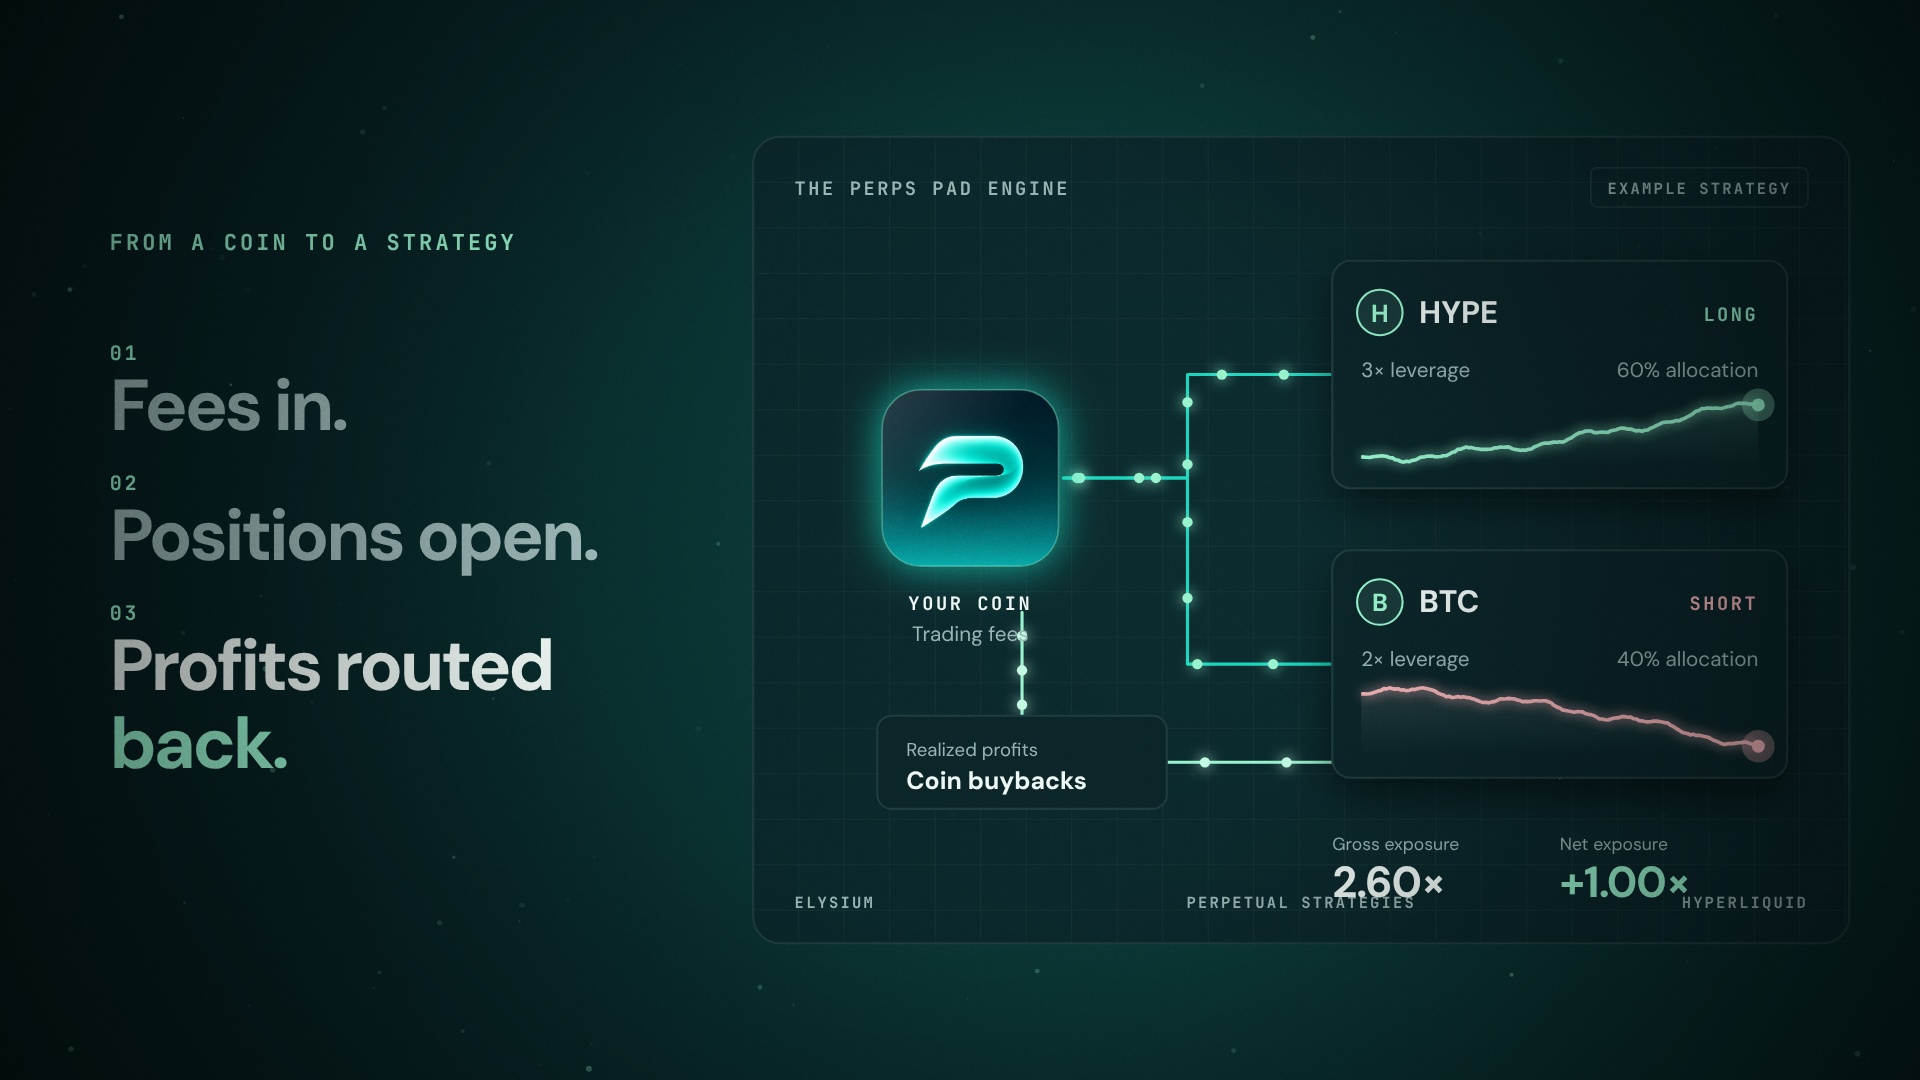 FROM A COIN TO A STRATEGY
01
Fees in.
02
Positions open.
03
Profits routed
back.
THE PERPS PAD ENGINE
EXAMPLE STRATEGY
H HYPE LONG
3× leverage 60% allocation
YOUR COIN
Trading fees
B BTC SHORT
2× leverage 40% allocation
Realized profits
Coin buybacks
Gross exposure Net exposure
2.60× +1.00×
ELYSIUM PERPETUAL STRATEGIES HYPERLIQUID